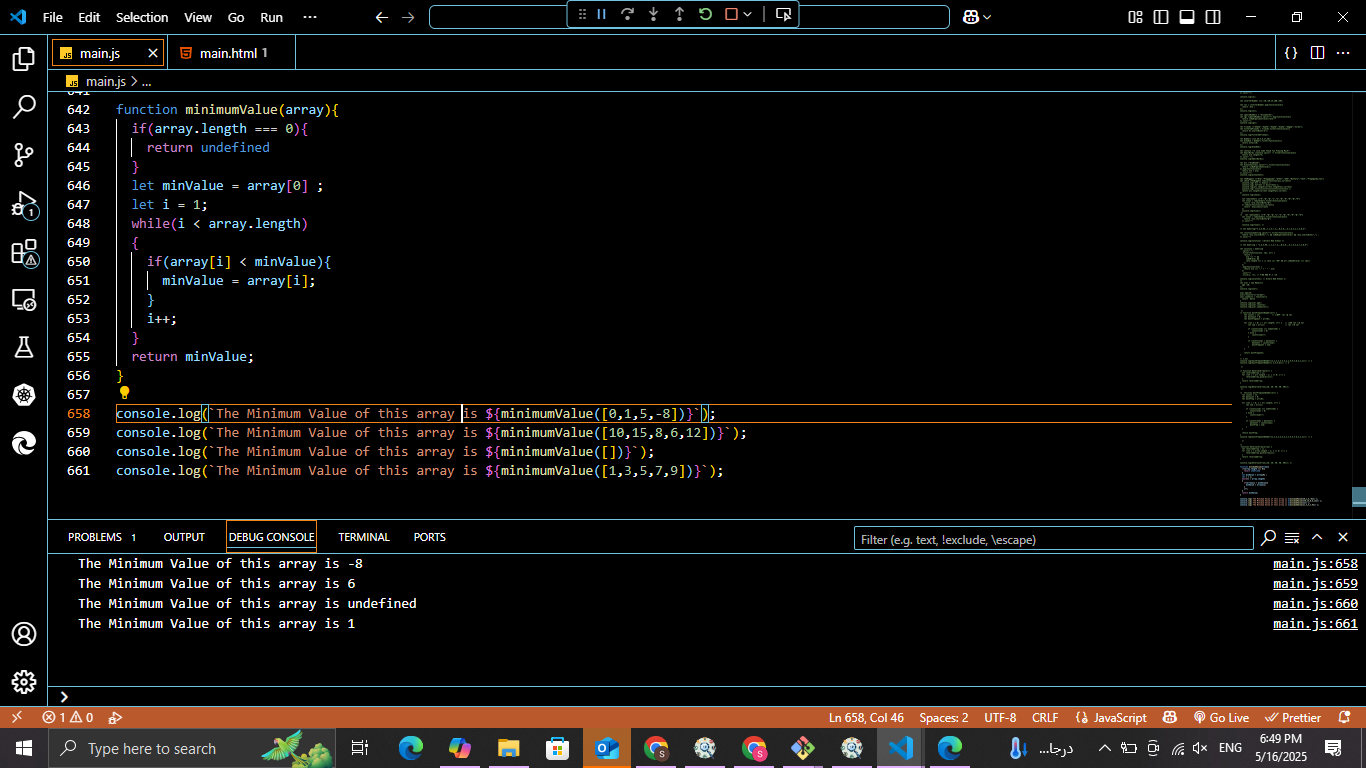 File Edit Selection View Go Run ···
main.js
main.html 1
main.js > ...
641
642 function minimumValue(array){
643 if(array.length === 0){
644 return undefined
645 }
646 let minValue = array[0] ;
647 let i = 1;
648 while(i < array.length)
649 {
650 if(array[i] < minValue){
651 minValue = array[i];
652 }
653 i++;
654 }
655 return minValue;
656 }
657
658 console.log(`The Minimum Value of this array is ${minimumValue([0,1,5,-8])}`);
659 console.log(`The Minimum Value of this array is ${minimumValue([10,15,8,6,12])}`);
660 console.log(`The Minimum Value of this array is ${minimumValue([])}`);
661 console.log(`The Minimum Value of this array is ${minimumValue([1,3,5,7,9])}`);
PROBLEMS 1 OUTPUT DEBUG CONSOLE TERMINAL PORTS
Filter (e.g. text, !exclude, \escape)
The Minimum Value of this array is -8 main.js:658
The Minimum Value of this array is 6 main.js:659
The Minimum Value of this array is undefined main.js:660
The Minimum Value of this array is 1 main.js:661
1 0 Ln 658, Col 46 Spaces: 2 UTF-8 CRLF {} JavaScript Go Live Prettier
Type here to search
درجا... ENG
6:49 PM
5/16/2025